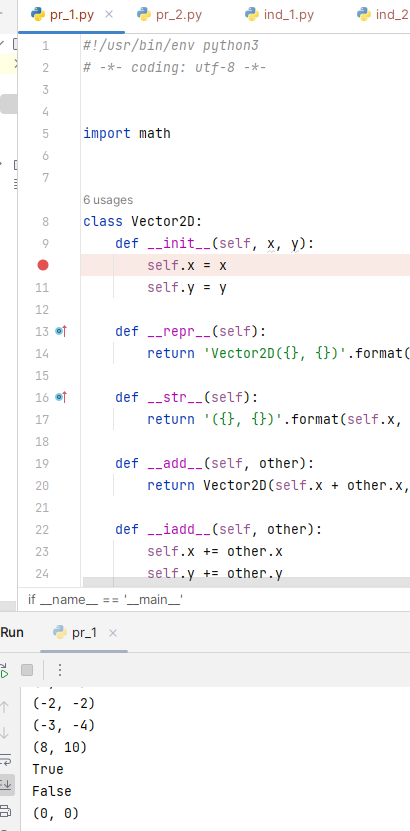 pr_1.py × pr_2.py ind_1.py ind_2
1 #!/usr/bin/env python3
2 # -*- coding: utf-8 -*-
3
4
5 import math
6
7
6 usages
8 class Vector2D:
9 def __init__(self, x, y):
self.x = x
11 self.y = y
12
13 def __repr__(self):
14 return 'Vector2D({}, {})'.format(
15
16 def __str__(self):
17 return '({}, {})'.format(self.x,
18
19 def __add__(self, other):
20 return Vector2D(self.x + other.x,
21
22 def __iadd__(self, other):
23 self.x += other.x
24 self.y += other.y
if __name__ == '__main__'
Run pr_1 ×
(-2, -2)
(-3, -4)
(8, 10)
True
False
(0, 0)